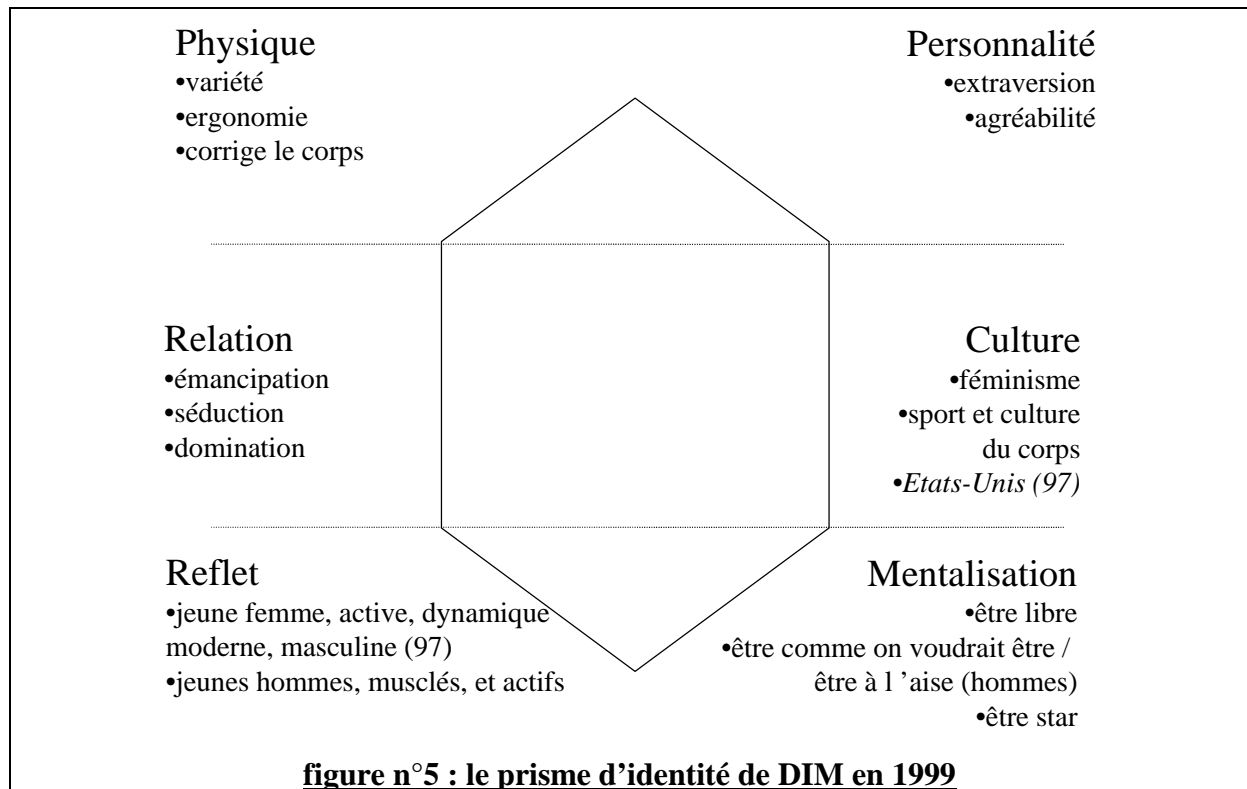 Physique
•variété
•ergonomie
•corrige le corps
Personnalité
•extraversion
•agréabilité
Relation
•émancipation
•séduction
•domination
Culture
•féminisme
•sport et culture
du corps
•Etats-Unis (97)
Reflet
•jeune femme, active, dynamique
moderne, masculine (97)
•jeunes hommes, musclés, et actifs
Mentalisation
•être libre
•être comme on voudrait être /
être à l ’aise (hommes)
•être star
figure n°5 : le prisme d’identité de DIM en 1999